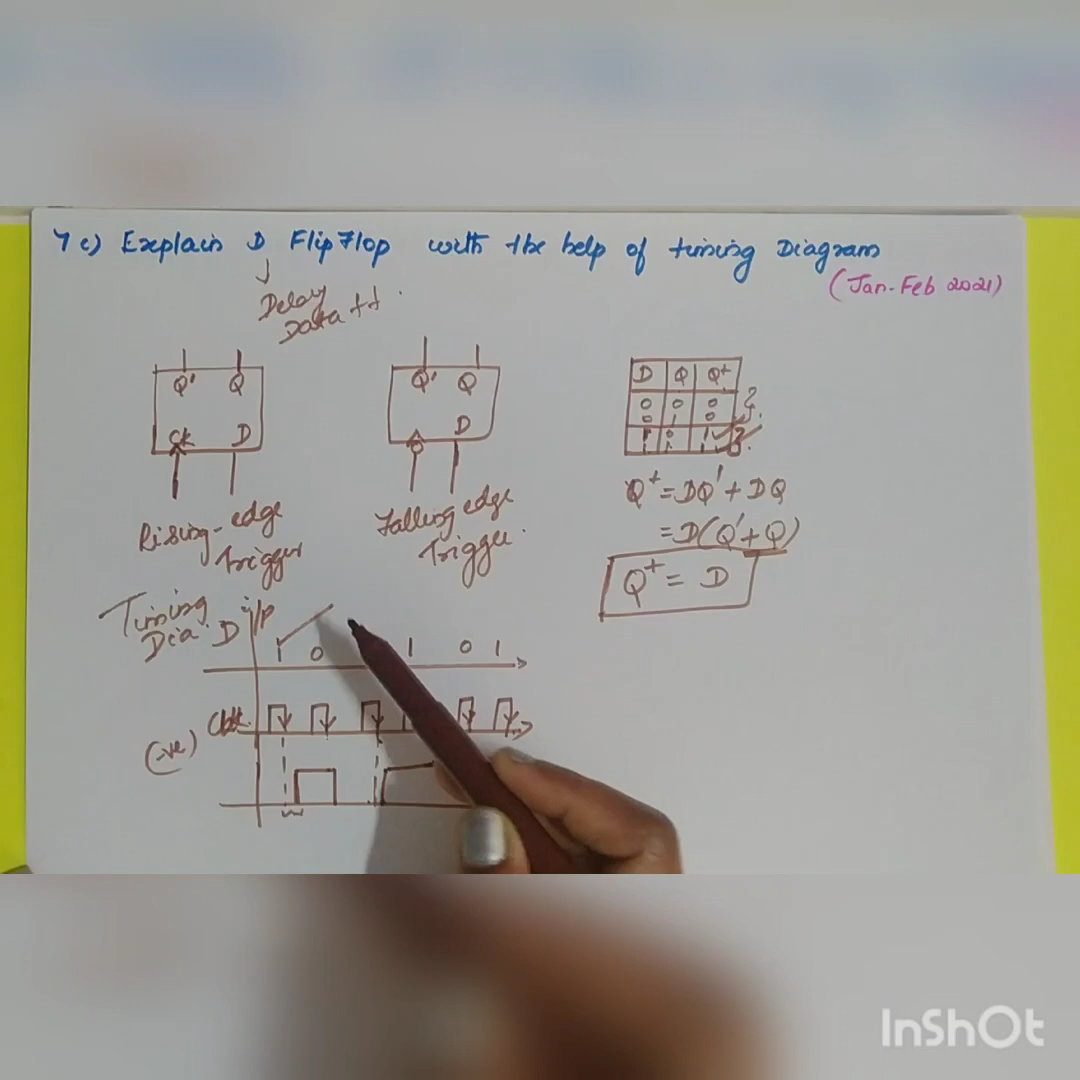 7 c) Explain D Flip Flop with the help of timing Diagram
(Jan-Feb 2021)
Delay
Data ff.
Q' Q
CK D
Rising-edge
Trigger
Q' Q
D
Falling edge
Trigger.
D Q Q+
0 0 0
0 1 0
1 0 1
1 1 1
Q+ = DQ' + DQ
= D(Q'+Q)
Q+ = D
Timing
Dia. D i/p
1 0 1 0 1
Clk
(-ve)
InShOt